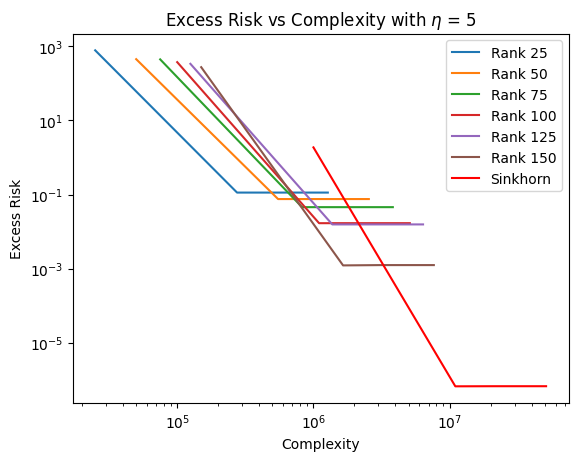 Excess Risk vs Complexity with η = 5
Rank 25
Rank 50
Rank 75
Rank 100
Rank 125
Rank 150
Sinkhorn
Excess Risk
10³
10¹
10⁻¹
10⁻³
10⁻⁵
10⁵
10⁶
10⁷
Complexity